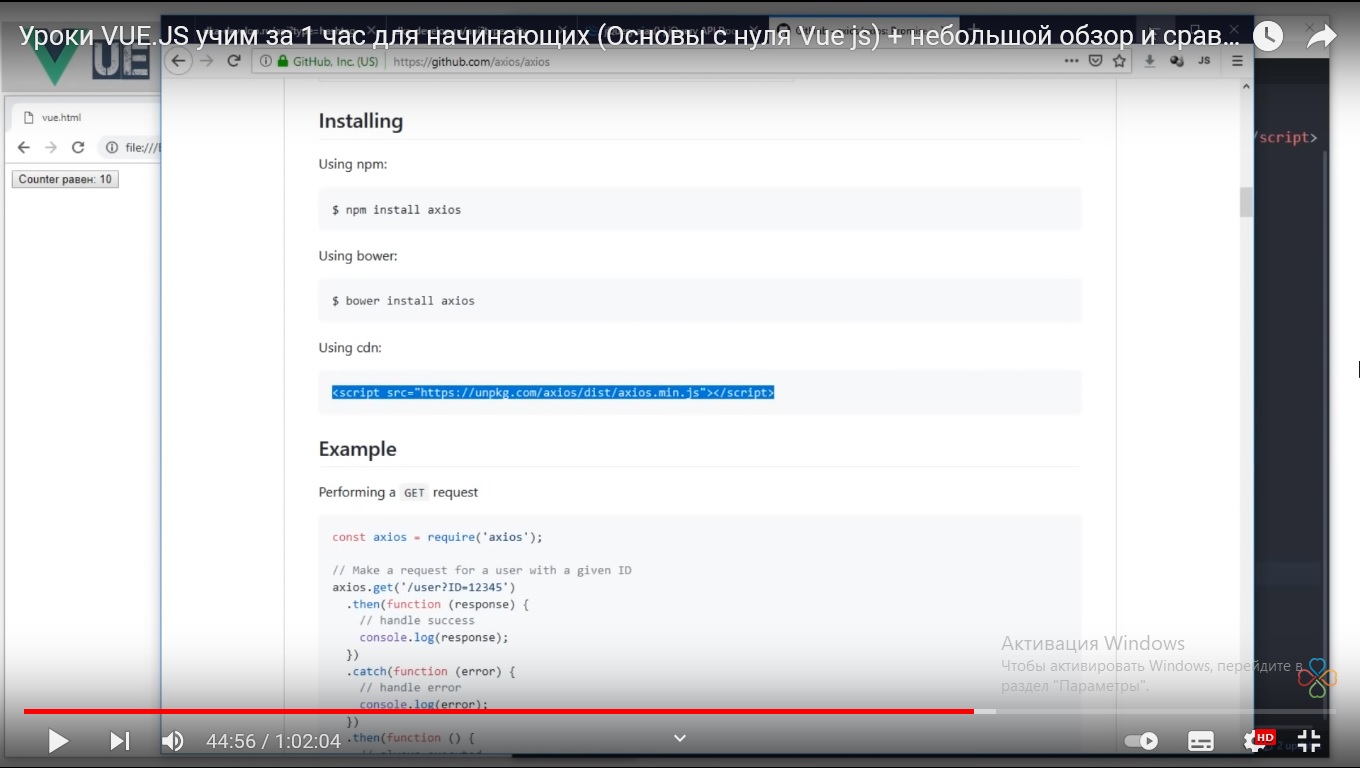 Уроки VUE.JS учим за 1 час для начинающих (Основы с нуля Vue js) + небольшой обзор и срав...
VUE
GitHub, Inc. (US)
https://github.com/axios/axios
JS
vue.html
file:///
/script>
Counter равен: 10
Installing
Using npm:
$ npm install axios
Using bower:
$ bower install axios
Using cdn:
<script src="https://unpkg.com/axios/dist/axios.min.js"></script>
Example
Performing a GET request
const axios = require('axios');
// Make a request for a user with a given ID
axios.get('/user?ID=12345')
.then(function (response) {
// handle success
console.log(response);
})
.catch(function (error) {
// handle error
console.log(error);
})
.then(function () {
Активация Windows
Чтобы активировать Windows, перейдите в
раздел "Параметры".
44:56 / 1:02:04
HD